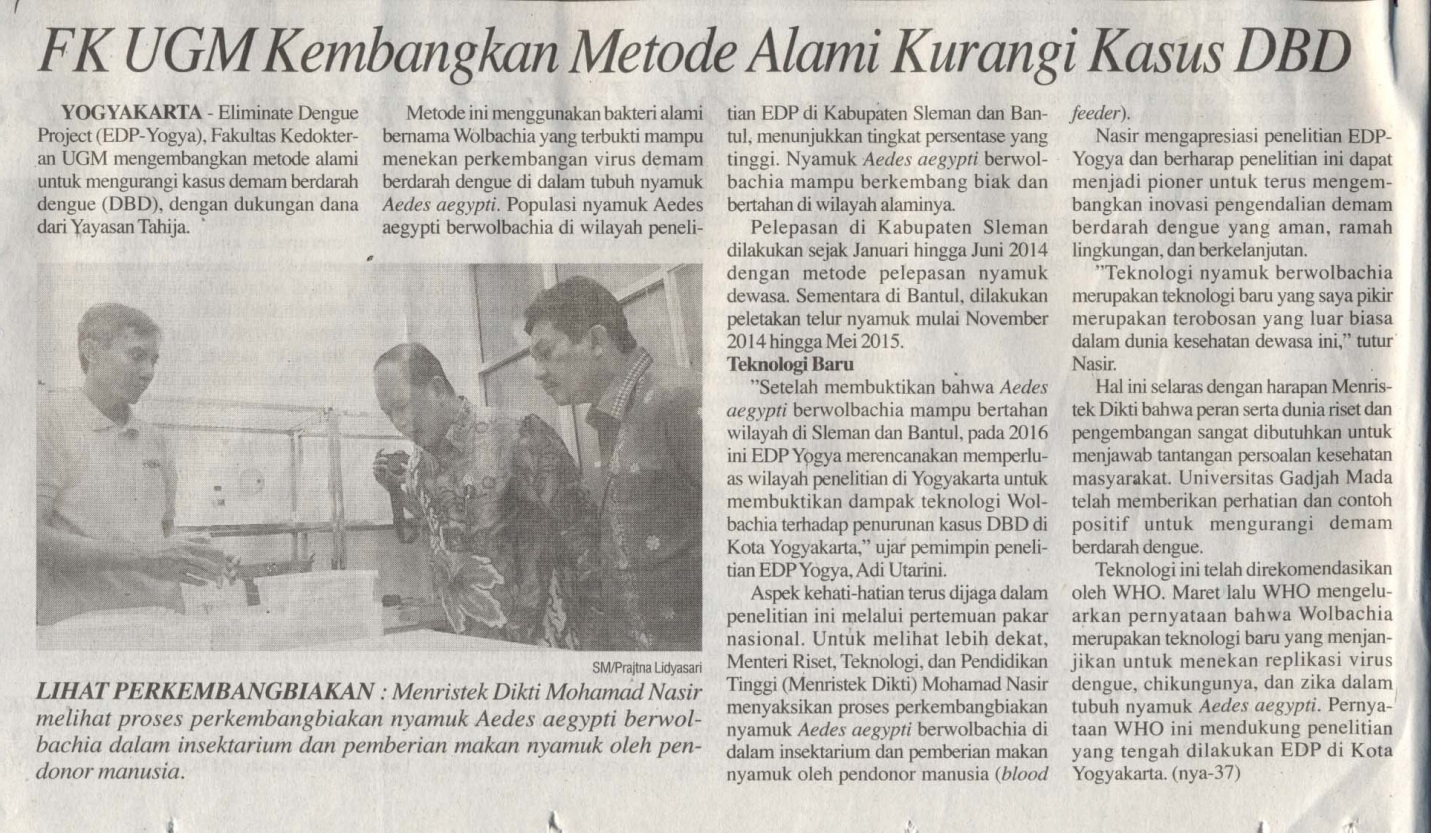 FK UGM Kembangkan Metode Alami Kurangi Kasus DBD
YOGYAKARTA - Eliminate Dengue
Project (EDP-Yogya), Fakultas Kedokter-
an UGM mengembangkan metode alami
untuk mengurangi kasus demam berdarah
dengue (DBD), dengan dukungan dana
dari Yayasan Tahija.
Metode ini menggunakan bakteri alami
bernama Wolbachia yang terbukti mampu
menekan perkembangan virus demam
berdarah dengue di dalam tubuh nyamuk
Aedes aegypti. Populasi nyamuk Aedes
aegypti berwolbachia di wilayah peneli-
tian EDP di Kabupaten Sleman dan Ban-
tul, menunjukkan tingkat persentase yang
tinggi. Nyamuk Aedes aegypti berwol-
bachia mampu berkembang biak dan
bertahan di wilayah alaminya.
Pelepasan di Kabupaten Sleman
dilakukan sejak Januari hingga Juni 2014
dengan metode pelepasan nyamuk
dewasa. Sementara di Bantul, dilakukan
peletakan telur nyamuk mulai November
2014 hingga Mei 2015.
Teknologi Baru
”Setelah membuktikan bahwa Aedes
aegypti berwolbachia mampu bertahan
wilayah di Sleman dan Bantul, pada 2016
ini EDP Yogya merencanakan memperlu-
as wilayah penelitian di Yogyakarta untuk
membuktikan dampak teknologi Wol-
bachia terhadap penurunan kasus DBD di
Kota Yogyakarta,” ujar pemimpin peneli-
tian EDP Yogya, Adi Utarini.
Aspek kehati-hatian terus dijaga dalam
penelitian ini melalui pertemuan pakar
nasional. Untuk melihat lebih dekat,
Menteri Riset, Teknologi, dan Pendidikan
Tinggi (Menristek Dikti) Mohamad Nasir
menyaksikan proses perkembangbiakan
nyamuk Aedes aegypti berwolbachia di
dalam insektarium dan pemberian makan
nyamuk oleh pendonor manusia (blood
feeder).
Nasir mengapresiasi penelitian EDP-
Yogya dan berharap penelitian ini dapat
menjadi pioner untuk terus mengem-
bangkan inovasi pengendalian demam
berdarah dengue yang aman, ramah
lingkungan, dan berkelanjutan.
”Teknologi nyamuk berwolbachia
merupakan teknologi baru yang saya pikir
merupakan terobosan yang luar biasa
dalam dunia kesehatan dewasa ini,” tutur
Nasir.
Hal ini selaras dengan harapan Menris-
tek Dikti bahwa peran serta dunia riset dan
pengembangan sangat dibutuhkan untuk
menjawab tantangan persoalan kesehatan
masyarakat. Universitas Gadjah Mada
telah memberikan perhatian dan contoh
positif untuk mengurangi demam
berdarah dengue.
Teknologi ini telah direkomendasikan
oleh WHO. Maret lalu WHO mengelu-
arkan pernyataan bahwa Wolbachia
merupakan teknologi baru yang menjan-
jikan untuk menekan replikasi virus
dengue, chikungunya, dan zika dalam
tubuh nyamuk Aedes aegypti. Pernya-
taan WHO ini mendukung penelitian
yang tengah dilakukan EDP di Kota
Yogyakarta. (nya-37)
SM/Prajtna Lidyasari
LIHAT PERKEMBANGBIAKAN : Menristek Dikti Mohamad Nasir
melihat proses perkembangbiakan nyamuk Aedes aegypti berwol-
bachia dalam insektarium dan pemberian makan nyamuk oleh pen-
donor manusia.